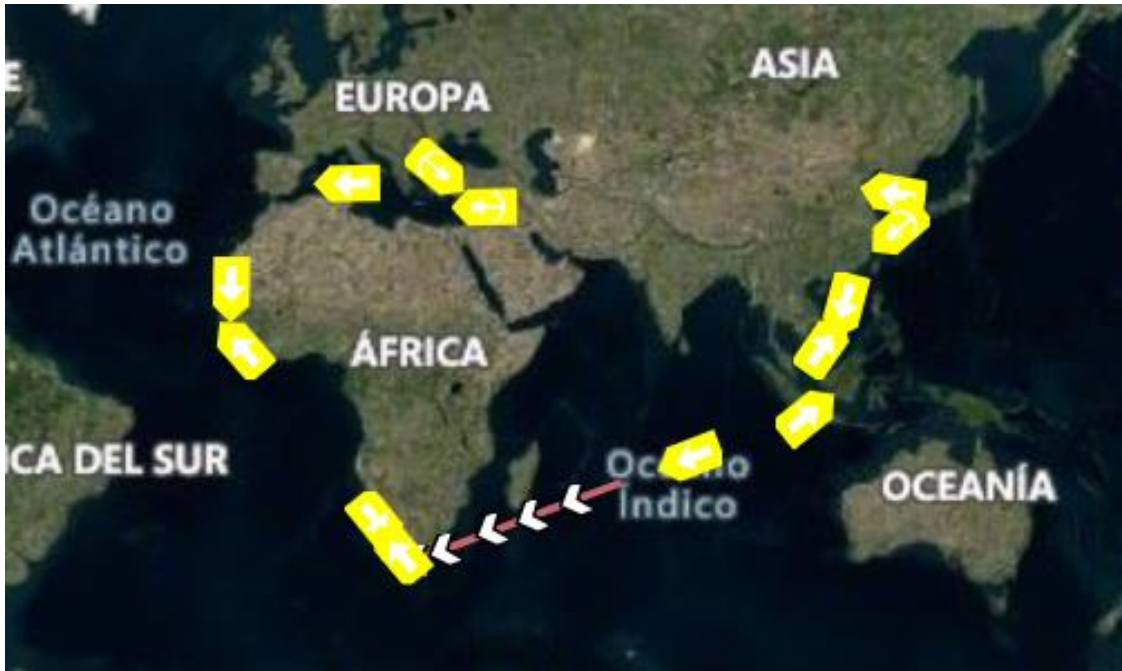 ASIA
E
EUROPA
Océano
Atlántico
ÁFRICA
ICA DEL SUR
Océano
Índico
OCEANÍA